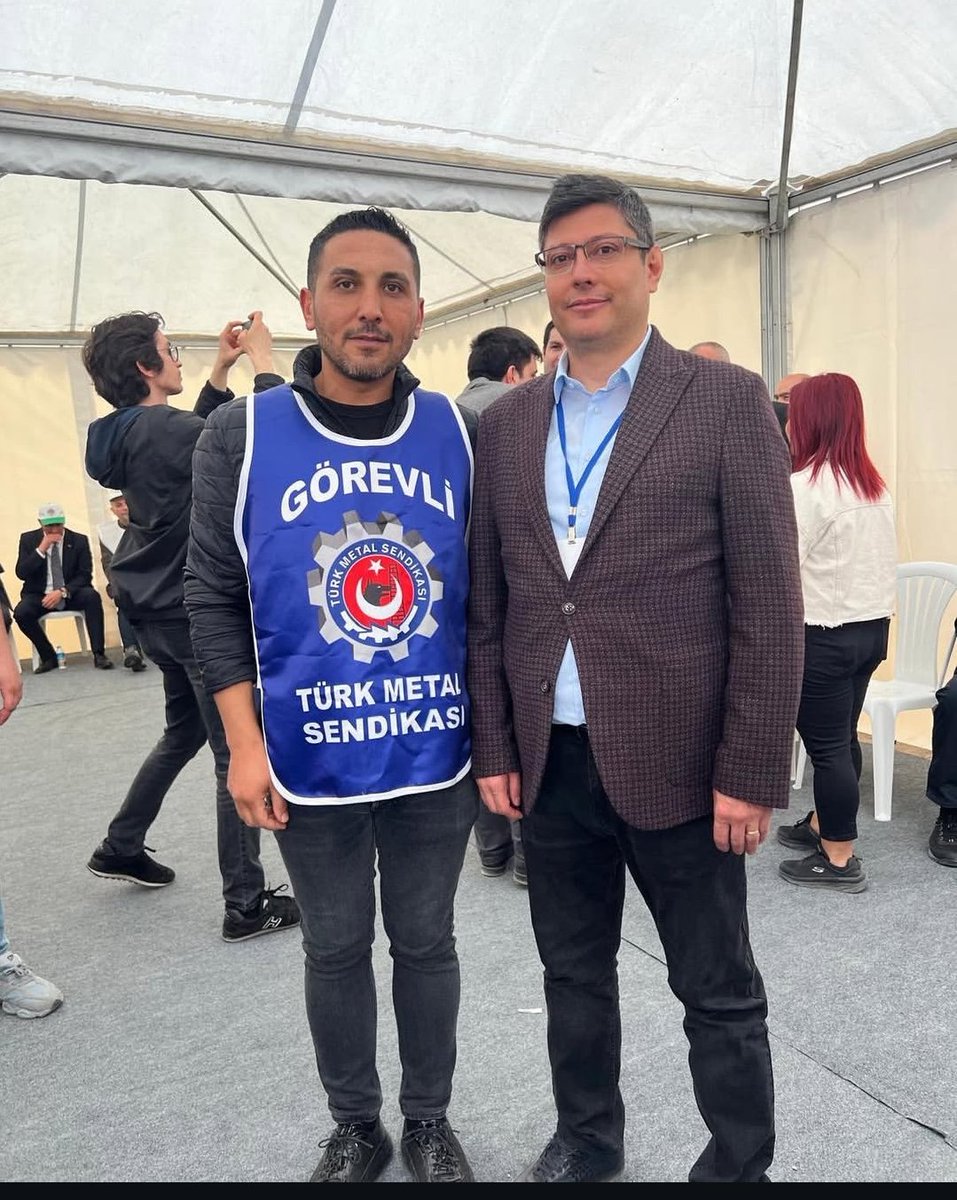 GÖREVLİ
TÜRK METAL SENDİKASI
TÜRK METAL
SENDİKASI